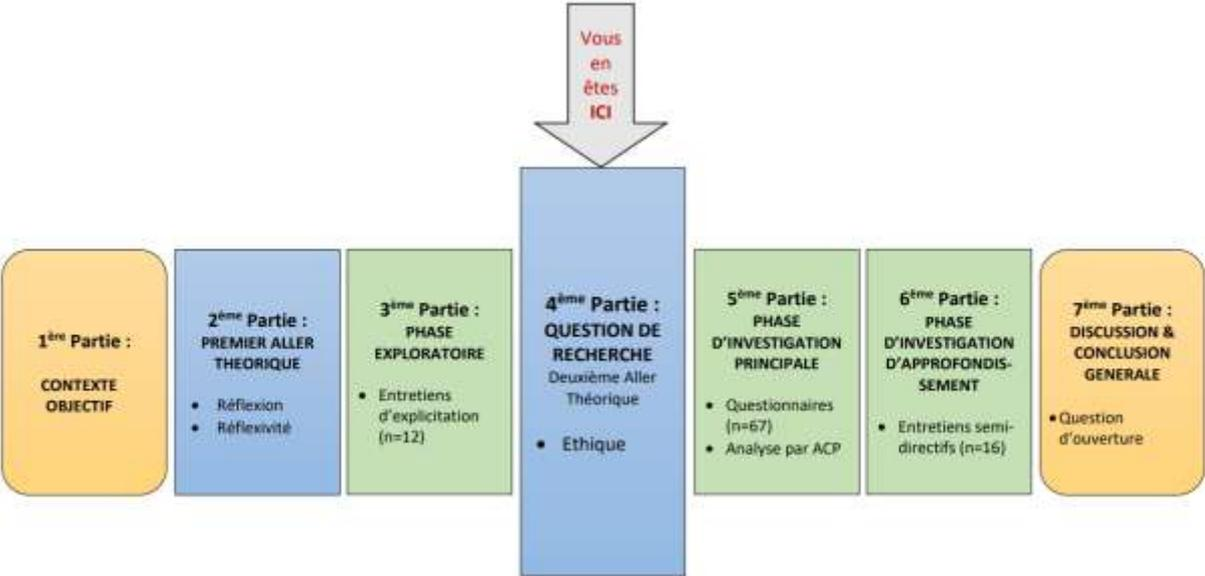 Vous
en
êtes
ICI
1ère Partie :
CONTEXTE
OBJECTIF
2ème Partie :
PREMIER ALLER
THEORIQUE
• Réflexion
• Réflexivité
3ème Partie :
PHASE
EXPLORATOIRE
• Entretiens
d'explicitation
(n=12)
4ème Partie :
QUESTION DE
RECHERCHE
Deuxième Aller
Théorique
• Ethique
5ème Partie :
PHASE
D'INVESTIGATION
PRINCIPALE
• Questionnaires
(n=67)
• Analyse par ACP
6ème Partie :
PHASE
D'INVESTIGATION
D'APPROFONDIS-
SEMENT
• Entretiens semi-
directifs (n=16)
7ème Partie :
DISCUSSION &
CONCLUSION
GENERALE
• Question
d'ouverture